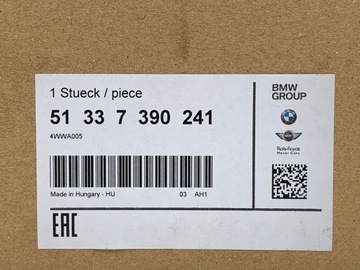 1 Stueck / piece
51 33 7 390 241
4WWA005
Made in Hungary - HU 03 AH1
EAC
BMW
GROUP
Rolls-Royce
Motor Cars